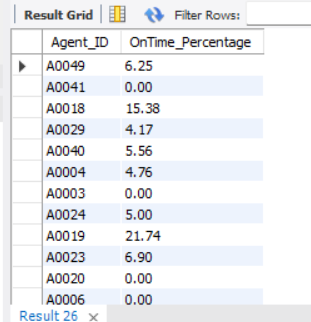 Result Grid Filter Rows:
Agent_ID OnTime_Percentage
A0049 6.25
A0041 0.00
A0018 15.38
A0029 4.17
A0040 5.56
A0004 4.76
A0003 0.00
A0024 5.00
A0019 21.74
A0023 6.90
A0020 0.00
A0006 0.00
Result 26 ×